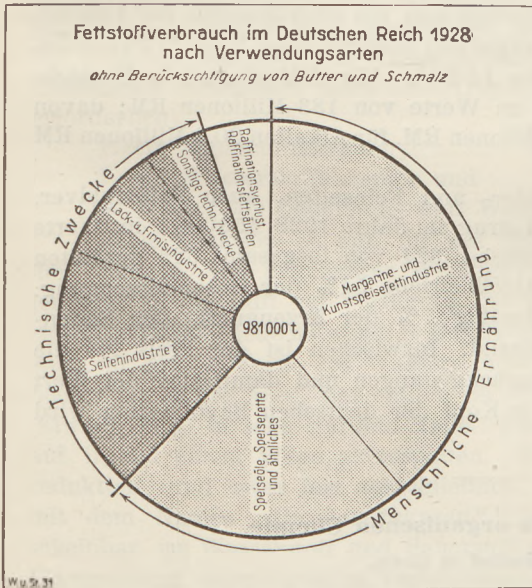 Fettstoffverbrauch im Deutschen Reich 1928
nach Verwendungsarten
ohne Berücksichtigung von Butter und Schmalz
Technische Zwecke
Menschliche Ernährung
Raffinationsverlust,
Raffinationsfettsäuren
Sonstige techn. Zwecke
Lack- u. Firnisindustrie
Seifenindustrie
Margarine- und
Kunstspeisefettindustrie
981000 t.
Speiseöle, Speisefette
und ähnliches
W.u.St. 31